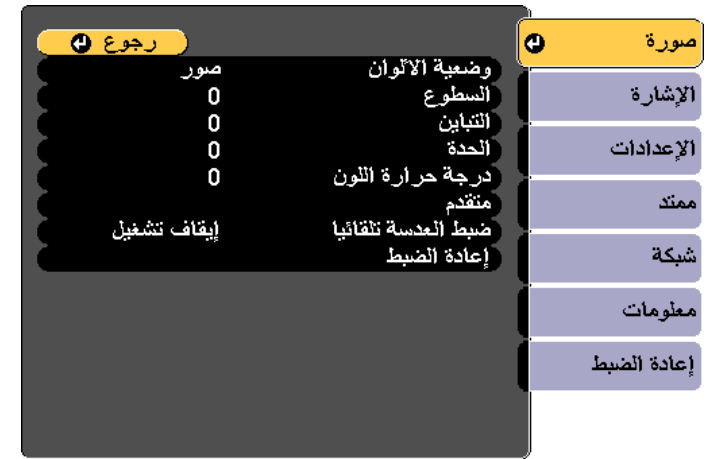 صورة
الإشارة
الإعدادات
ممتد
شبكة
معلومات
إعادة الضبط
رجوع
وضعية الألوان صور
السطوع 0
التباين 0
الحدة 0
درجة حرارة اللون 0
متقدم
ضبط العدسة تلقائيا إيقاف تشغيل
إعادة الضبط